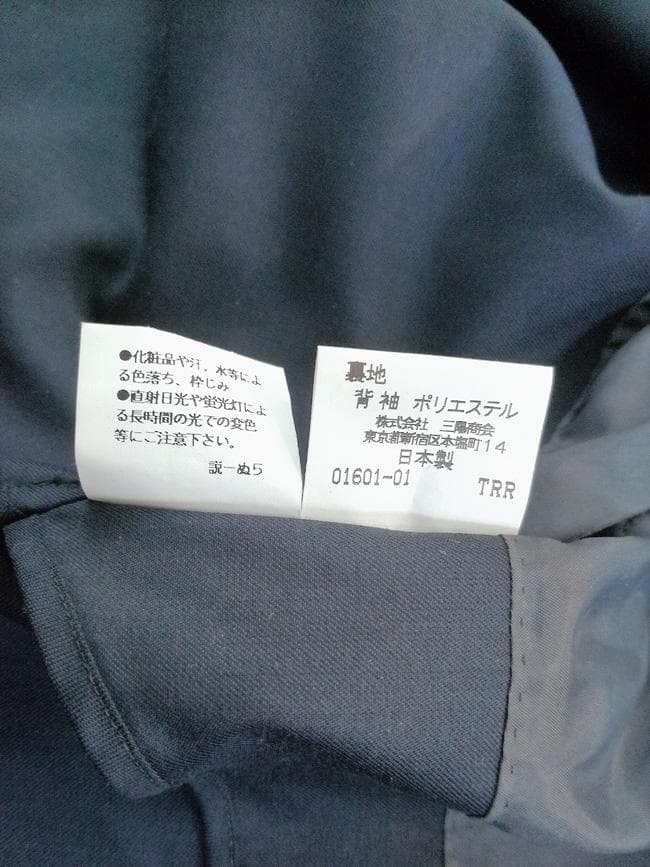 ●化粧品や汗、水等によ
る色落ち、枠じみ
●直射日光や蛍光灯によ
る長時間の光での変色
等にご注意下さい。
説ーぬ5
裏地
背 袖 ポリエステル
株式会社 三陽商会
東京都新宿区本塩町14
日本製
01601-01
TRR